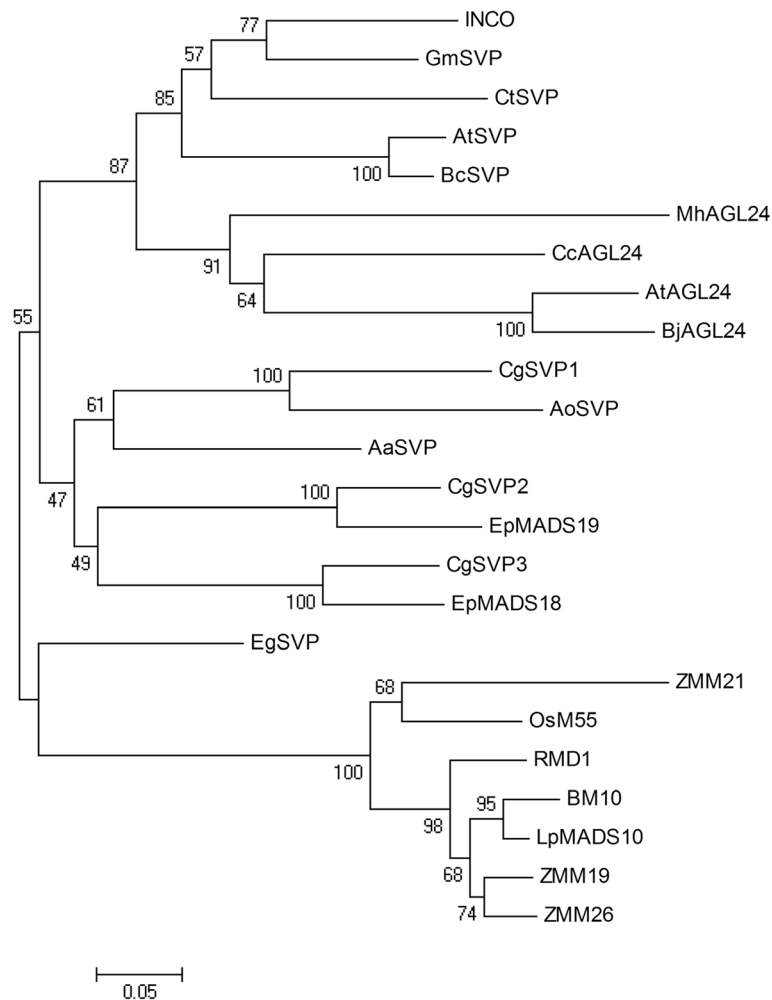 INCO
77
GmSVP
57
CtSVP
85
AtSVP
100
BcSVP
87
MhAGL24
91
CcAGL24
64
AtAGL24
100
BjAGL24
55
CgSVP1
100
AoSVP
61
AaSVP
47
CgSVP2
100
EpMADS19
49
CgSVP3
100
EpMADS18
EgSVP
ZMM21
68
OsM55
100
RMD1
98
BM10
95
LpMADS10
68
ZMM19
74
ZMM26
0.05